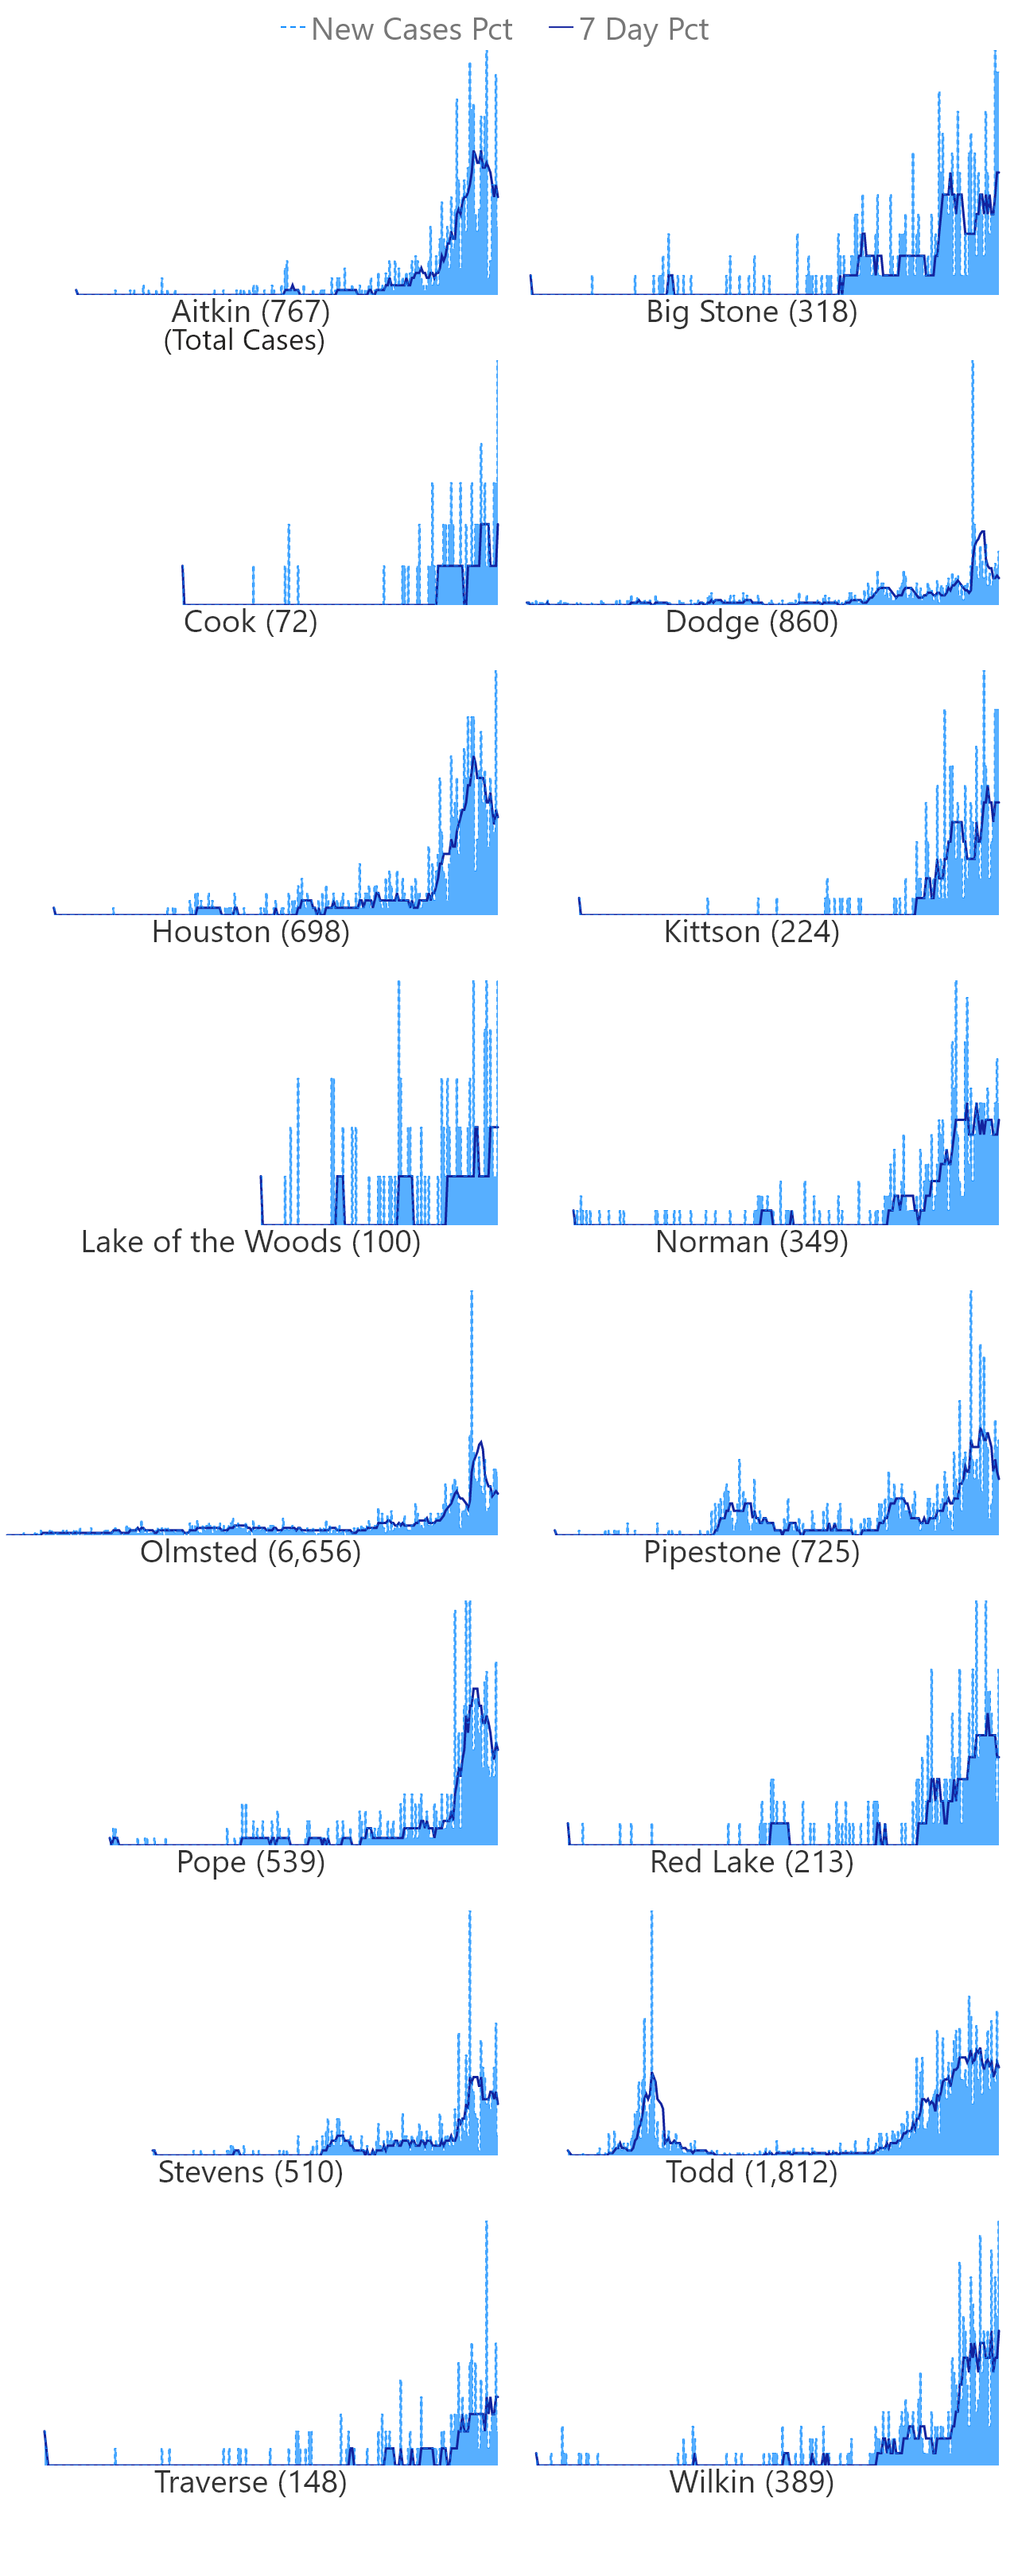 New Cases Pct 7 Day Pct
Aitkin (767) Big Stone (318)
(Total Cases)
Cook (72) Dodge (860)
Houston (698) Kittson (224)
Lake of the Woods (100) Norman (349)
Olmsted (6,656) Pipestone (725)
Pope (539) Red Lake (213)
Stevens (510) Todd (1,812)
Traverse (148) Wilkin (389)